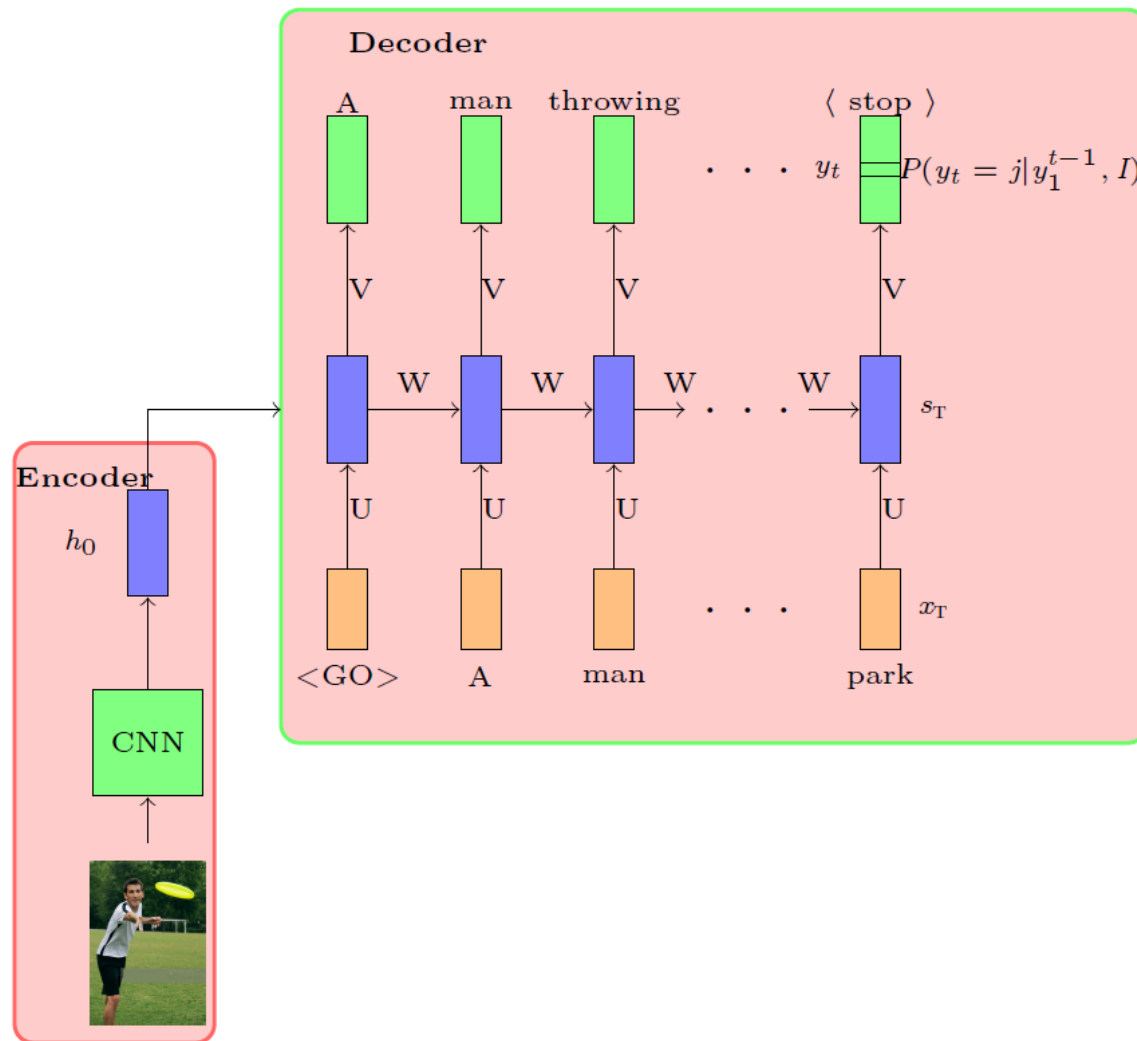 Decoder
A man throwing ⟨ stop ⟩
· · · y_t P(y_t = j|y_1^{t−1}, I)
V V V V
W W W W
· · · s_T
Encoder
h_0
U U U U
· · · x_T
<GO> A man park
CNN